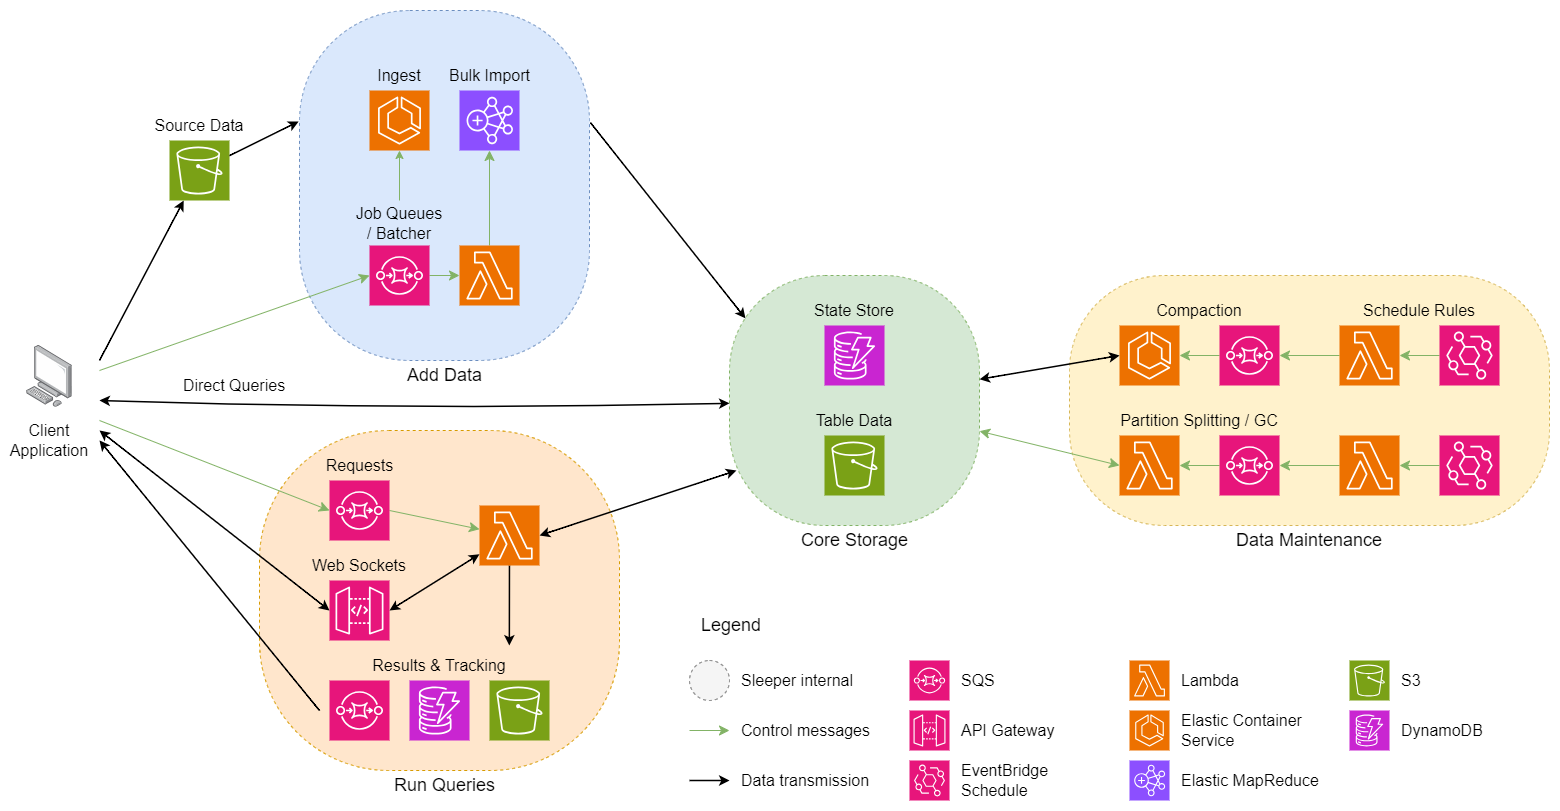 Ingest
Bulk Import
Source Data
Job Queues
/ Batcher
Add Data
Client
Application
Direct Queries
State Store
Table Data
Core Storage
Compaction
Schedule Rules
Partition Splitting / GC
Data Maintenance
Requests
Web Sockets
Results & Tracking
Run Queries
Legend
Sleeper internal
Control messages
Data transmission
SQS
API Gateway
EventBridge
Schedule
Lambda
Elastic Container
Service
Elastic MapReduce
S3
DynamoDB